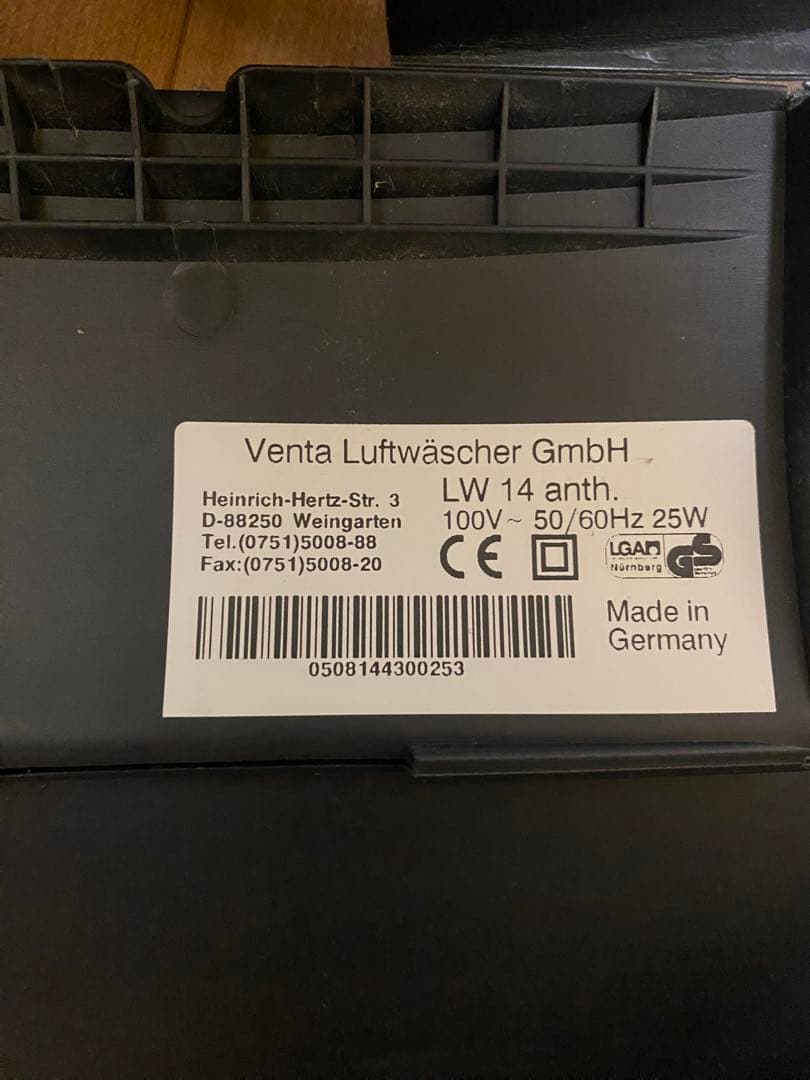 Venta Luftwäscher GmbH
Heinrich-Hertz-Str. 3
D-88250 Weingarten
Tel.(0751)5008-88
Fax:(0751)5008-20
LW 14 anth.
100V~ 50/60Hz 25W
CE
LGA
Nürnberg
GS
0508144300253
Made in
Germany